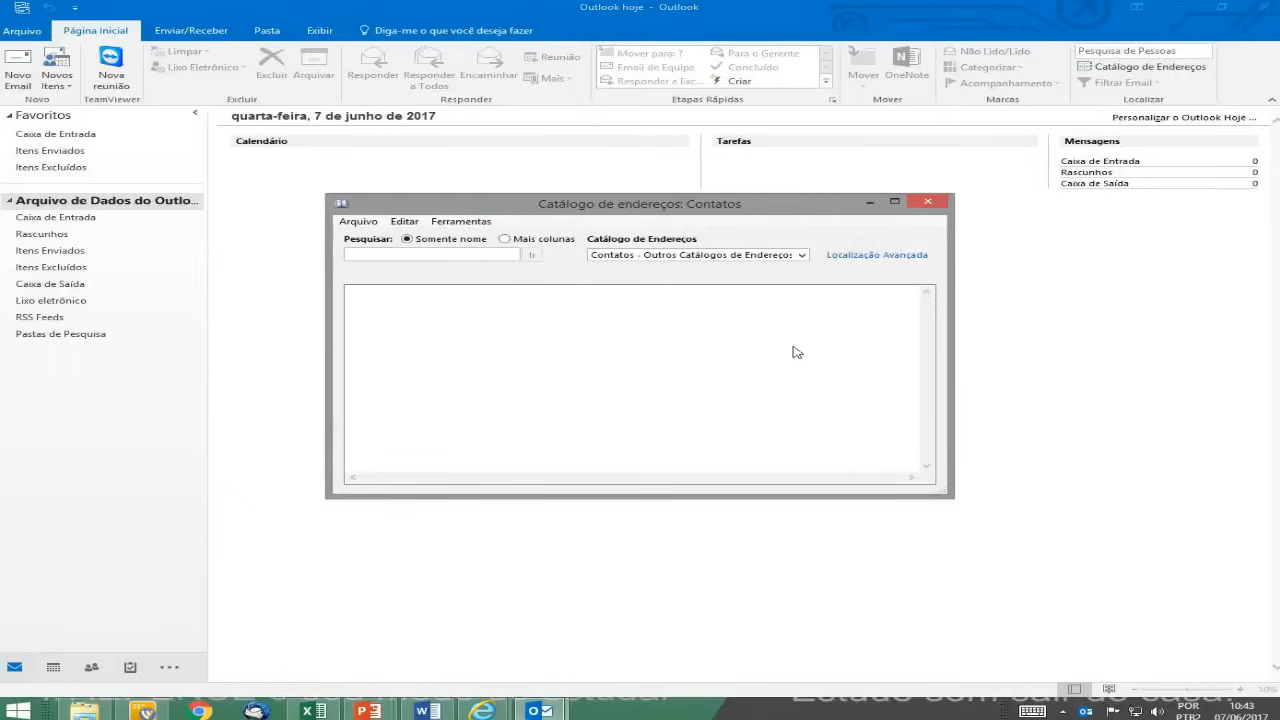 Outlook hoje - Outlook
Arquivo
Página Inicial
Enviar/Receber
Pasta
Exibir
Diga-me o que você deseja fazer
Novo Email
Novos Itens
Novo
Nova reunião
TeamViewer
Limpar
Lixo Eletrônico
Excluir
Arquivar
Excluir
Responder
Responder a Todos
Encaminhar
Reunião
Mais
Responder
Mover para: ?
Email de Equipe
Responder e Exc...
Para o Gerente
Concluído
Criar
Etapas Rápidas
Mover
OneNote
Mover
Não Lido/Lido
Categorizar
Acompanhamento
Marcas
Pesquisa de Pessoas
Catálogo de Endereços
Filtrar Email
Localizar
Favoritos
Caixa de Entrada
Itens Enviados
Itens Excluídos
Arquivo de Dados do Outlo...
Caixa de Entrada
Rascunhos
Itens Enviados
Itens Excluídos
Caixa de Saída
Lixo eletrônico
RSS Feeds
Pastas de Pesquisa
quarta-feira, 7 de junho de 2017
Personalizar o Outlook Hoje ...
Calendário
Tarefas
Mensagens
Caixa de Entrada 0
Rascunhos 0
Caixa de Saída 0
Catálogo de endereços: Contatos
Arquivo Editar Ferramentas
Pesquisar: Somente nome Mais colunas Catálogo de Endereços
Ir Contatos - Outros Catálogos de Endereços Localização Avançada
10%
POR
PTB2
10:43
07/06/2017